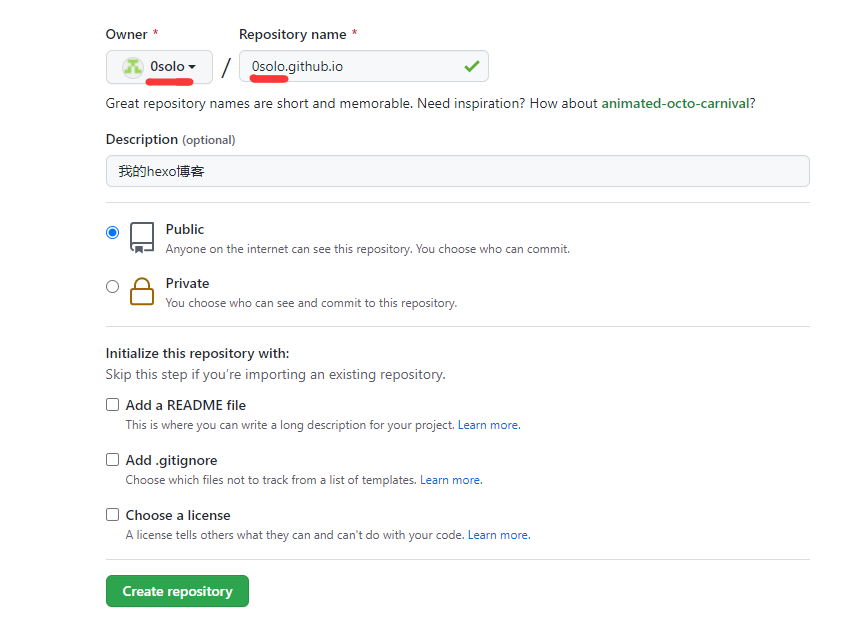 Owner * Repository name *
0solo / 0solo.github.io
Great repository names are short and memorable. Need inspiration? How about animated-octo-carnival?
Description (optional)
我的hexo博客
Public
Anyone on the internet can see this repository. You choose who can commit.
Private
You choose who can see and commit to this repository.
Initialize this repository with:
Skip this step if you're importing an existing repository.
Add a README file
This is where you can write a long description for your project. Learn more.
Add .gitignore
Choose which files not to track from a list of templates. Learn more.
Choose a license
A license tells others what they can and can't do with your code. Learn more.
Create repository